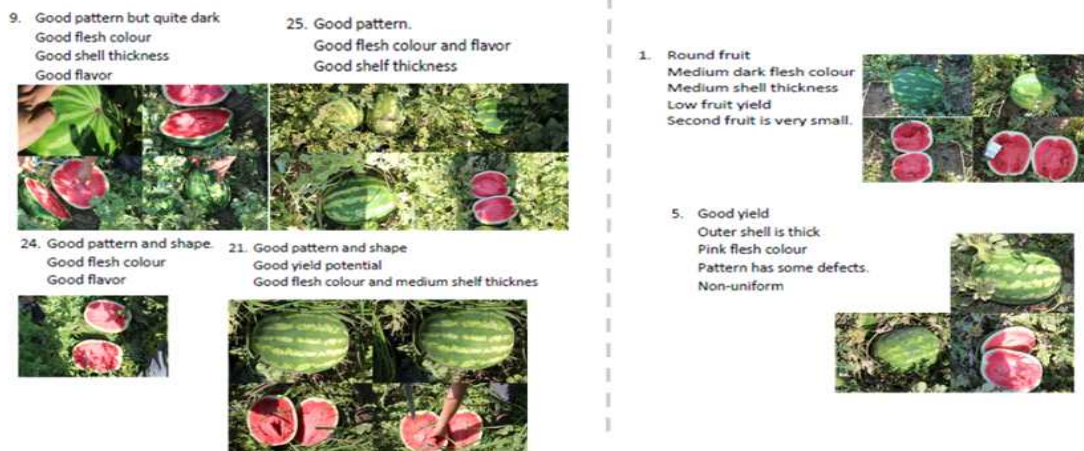 9. Good pattern but quite dark
Good flesh colour
Good shell thickness
Good flavor
25. Good pattern.
Good flesh colour and flavor
Good shelf thickness
24. Good pattern and shape.
Good flesh colour
Good flavor
21. Good pattern and shape
Good yield potential
Good flesh colour and medium shelf thicknes
1. Round fruit
Medium dark flesh colour
Medium shell thickness
Low fruit yield
Second fruit is very small.
5. Good yield
Outer shell is thick
Pink flesh colour
Pattern has some defects.
Non-uniform